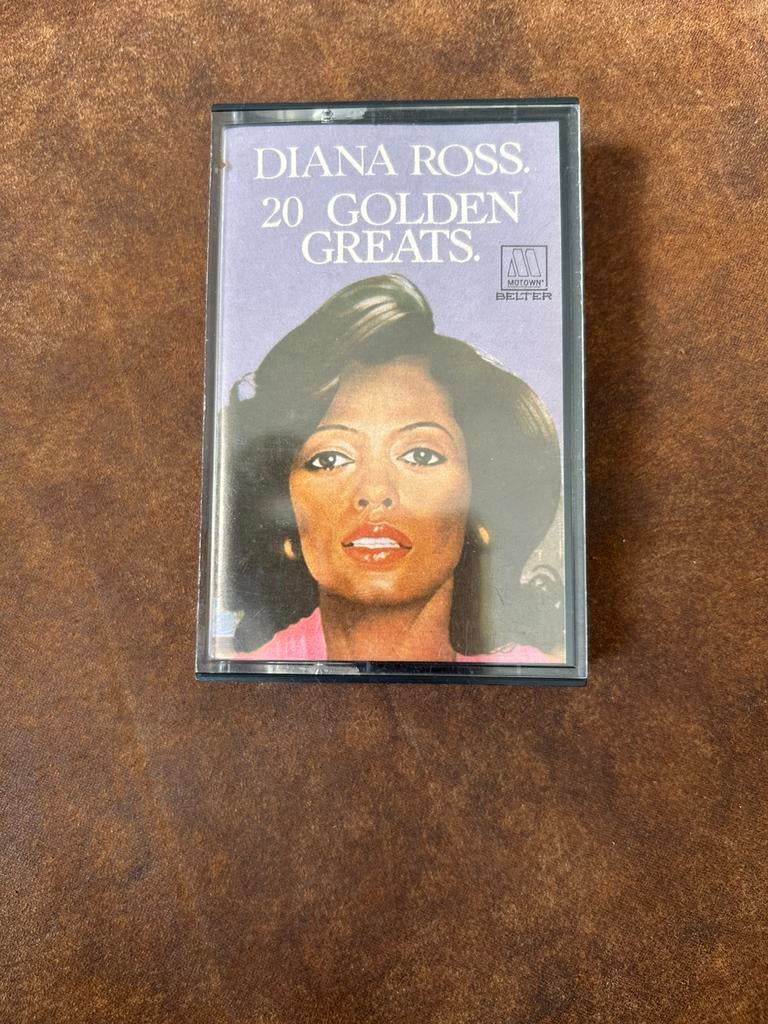 DIANA ROSS.
20 GOLDEN
GREATS.
MOTOWN®
BELTER